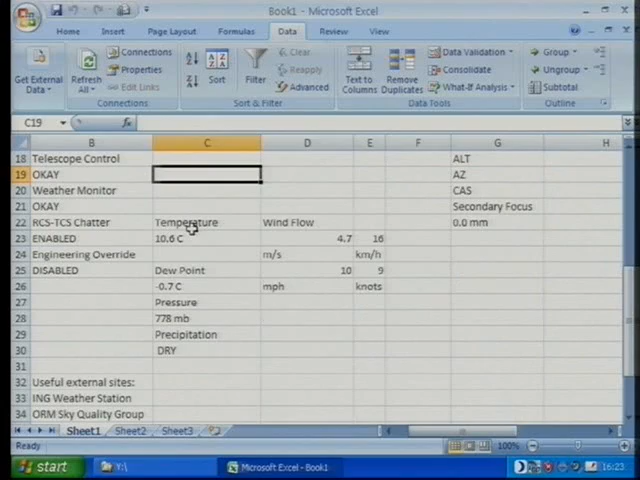 Book1 - Microsoft Excel
Home Insert Page Layout Formulas Data Review View
Get External Data
Refresh All
Connections
Properties
Edit Links
Connections
Sort
Filter
Clear
Reapply
Advanced
Sort & Filter
Text to Columns
Remove Duplicates
Data Validation
Consolidate
What-If Analysis
Data Tools
Group
Ungroup
Subtotal
Outline
C19 fx
B C D E F G H
18 Telescope Control ALT
19 OKAY AZ
20 Weather Monitor CAS
21 OKAY Secondary Focus
22 RCS-TCS Chatter Temperature Wind Flow 0.0 mm
23 ENABLED 10.6 C 4.7 16
24 Engineering Override m/s km/h
25 DISABLED Dew Point 10 9
26 -0.7 C mph knots
27 Pressure
28 778 mb
29 Precipitation
30 DRY
31
32 Useful external sites:
33 ING Weather Station
34 ORM Sky Quality Group
Sheet1 Sheet2 Sheet3
Ready 100%
start Y:\ Microsoft Excel - Book1 16:23